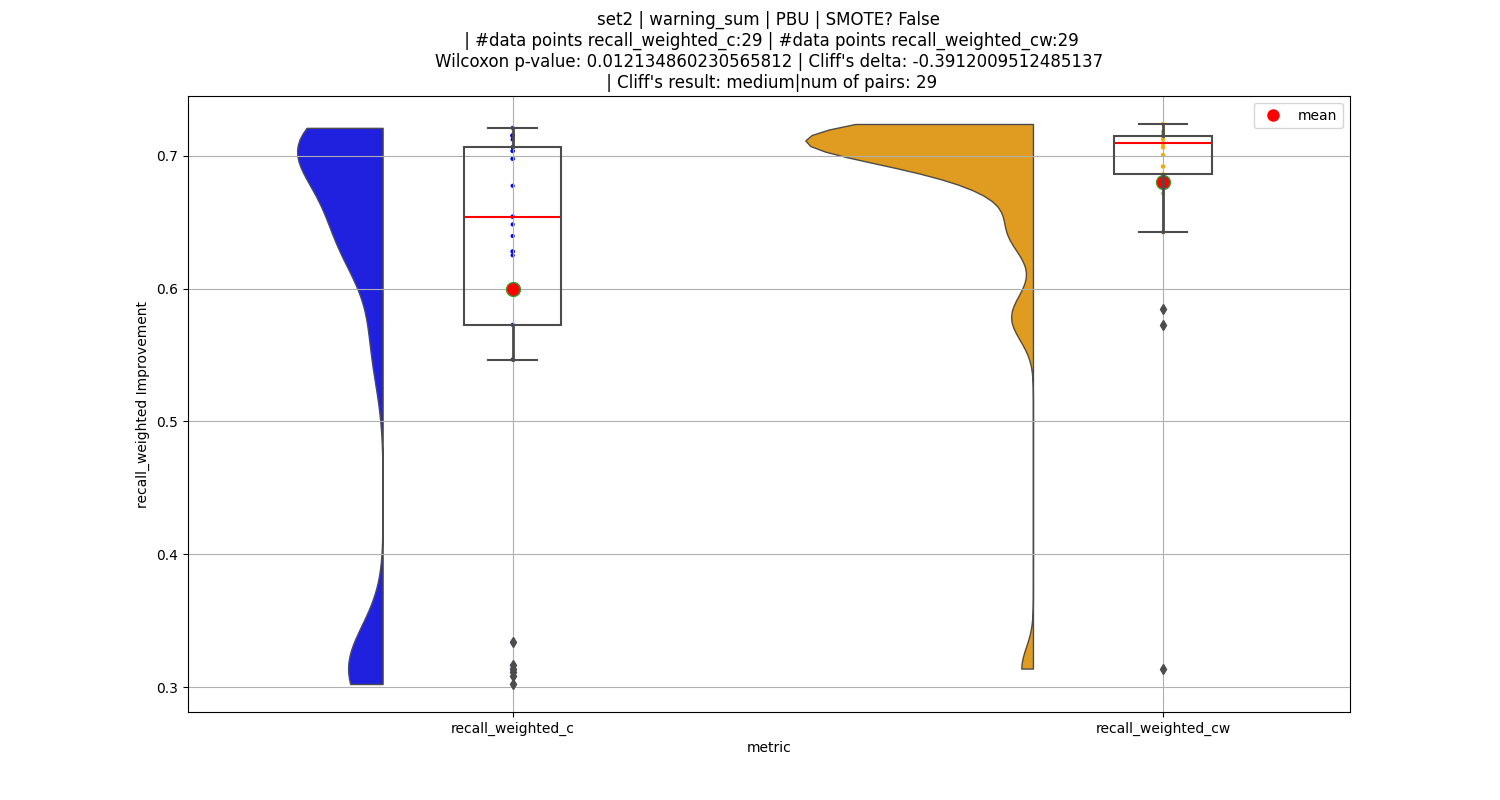 set2 | warning_sum | PBU | SMOTE? False
| #data points recall_weighted_c:29 | #data points recall_weighted_cw:29
Wilcoxon p-value: 0.012134860230565812 | Cliff's delta: -0.3912009512485137
| Cliff's result: medium|num of pairs: 29
mean
0.7
0.6
0.5
0.4
0.3
recall_weighted Improvement
recall_weighted_c
recall_weighted_cw
metric